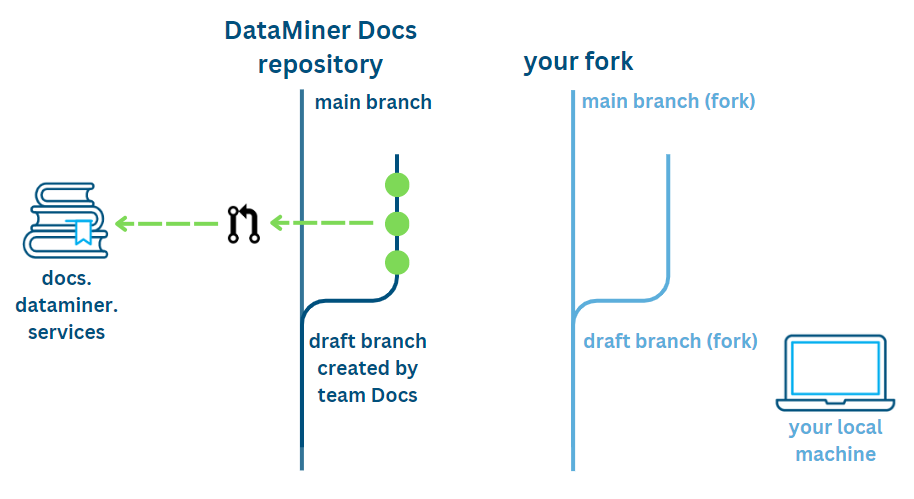 DataMiner Docs
repository
your fork
main branch
main branch (fork)
docs.
dataminer.
services
draft branch
created by
team Docs
draft branch (fork)
your local
machine